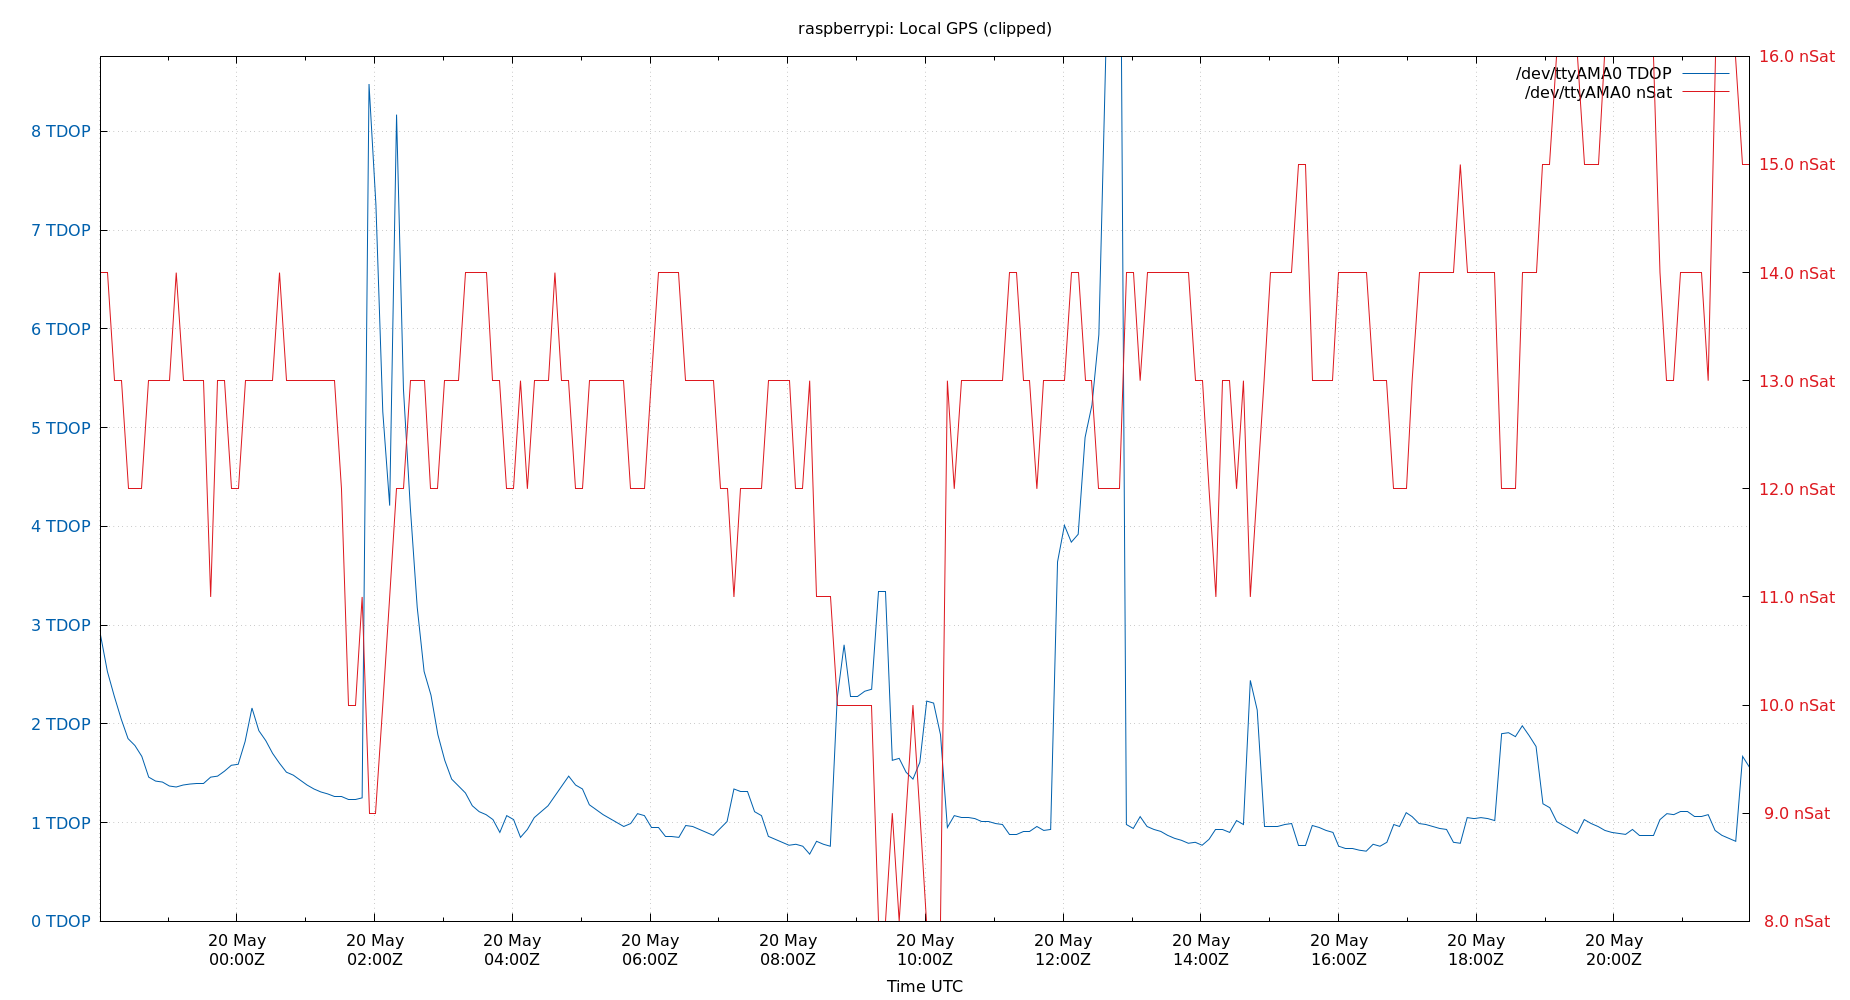 raspberrypi: Local GPS (clipped)
16.0 nSat
/dev/ttyAMA0 TDOP
/dev/ttyAMA0 nSat
8 TDOP
15.0 nSat
7 TDOP
14.0 nSat
6 TDOP
13.0 nSat
5 TDOP
12.0 nSat
4 TDOP
11.0 nSat
3 TDOP
10.0 nSat
2 TDOP
9.0 nSat
1 TDOP
0 TDOP
8.0 nSat
20 May 20 May 20 May 20 May 20 May 20 May 20 May 20 May 20 May 20 May 20 May
00:00Z 02:00Z 04:00Z 06:00Z 08:00Z 10:00Z 12:00Z 14:00Z 16:00Z 18:00Z 20:00Z
Time UTC